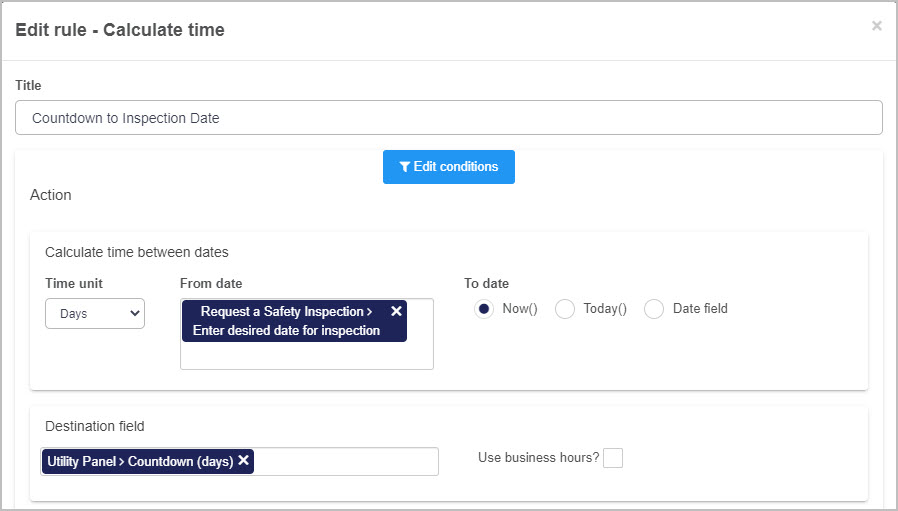 Edit rule - Calculate time
×
Title
Countdown to Inspection Date
Edit conditions
Action
Calculate time between dates
Time unit
From date
To date
Days
Request a Safety Inspection > ×
Enter desired date for inspection
Now()
Today()
Date field
Destination field
Utility Panel > Countdown (days) ×
Use business hours?